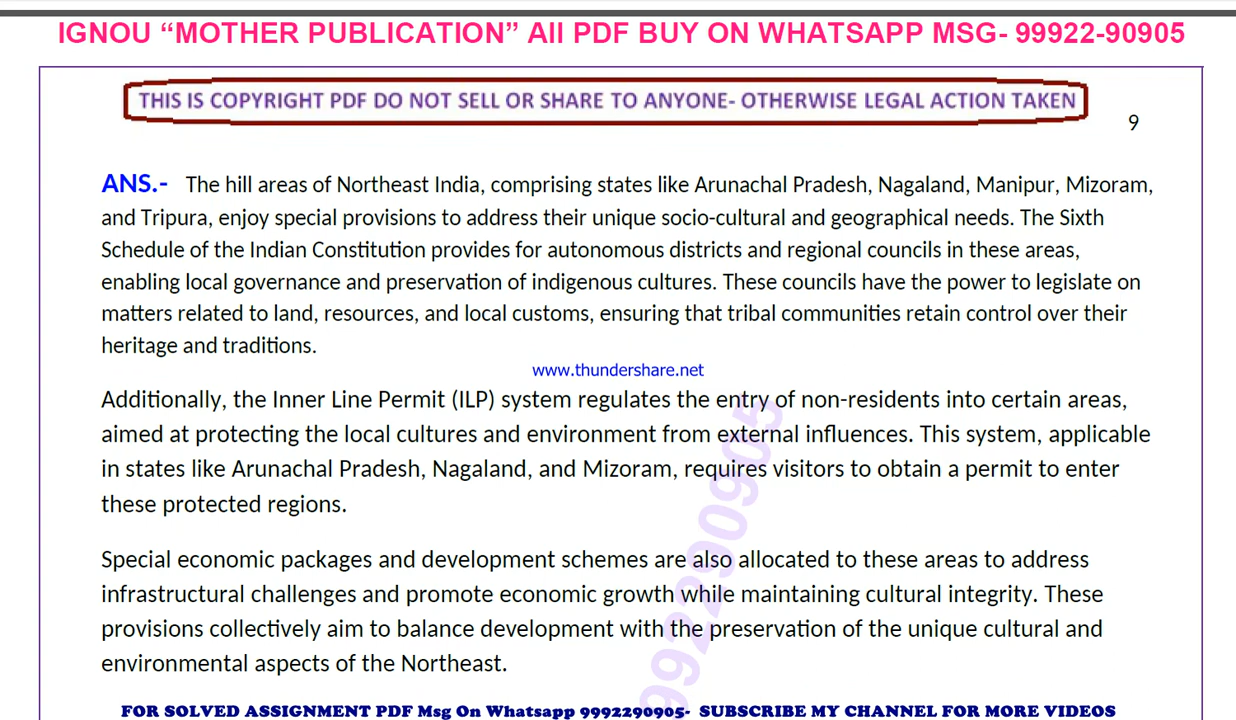 IGNOU “MOTHER PUBLICATION” All PDF BUY ON WHATSAPP MSG- 99922-90905
THIS IS COPYRIGHT PDF DO NOT SELL OR SHARE TO ANYONE- OTHERWISE LEGAL ACTION TAKEN
9
ANS.- The hill areas of Northeast India, comprising states like Arunachal Pradesh, Nagaland, Manipur, Mizoram,
and Tripura, enjoy special provisions to address their unique socio-cultural and geographical needs. The Sixth
Schedule of the Indian Constitution provides for autonomous districts and regional councils in these areas,
enabling local governance and preservation of indigenous cultures. These councils have the power to legislate on
matters related to land, resources, and local customs, ensuring that tribal communities retain control over their
heritage and traditions.
www.thundershare.net
Additionally, the Inner Line Permit (ILP) system regulates the entry of non-residents into certain areas,
aimed at protecting the local cultures and environment from external influences. This system, applicable
in states like Arunachal Pradesh, Nagaland, and Mizoram, requires visitors to obtain a permit to enter
these protected regions.
Special economic packages and development schemes are also allocated to these areas to address
infrastructural challenges and promote economic growth while maintaining cultural integrity. These
provisions collectively aim to balance development with the preservation of the unique cultural and
environmental aspects of the Northeast.
9992290905
FOR SOLVED ASSIGNMENT PDF Msg On Whatsapp 9992290905- SUBSCRIBE MY CHANNEL FOR MORE VIDEOS